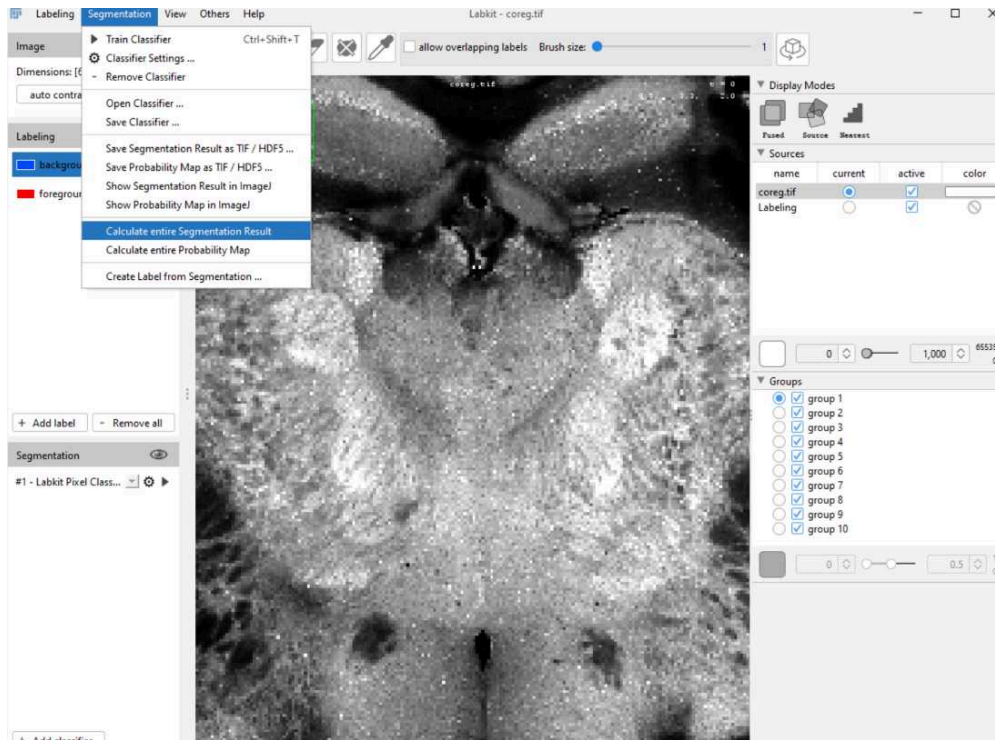 Labeling Segmentation View Others Help Labkit - coreg.tif
Image
Dimensions: [6
auto contra
Train Classifier Ctrl+Shift+T
Classifier Settings ...
- Remove Classifier
Open Classifier ...
Save Classifier ...
Save Segmentation Result as TIF / HDF5 ...
Save Probability Map as TIF / HDF5 ...
Show Segmentation Result in ImageJ
Show Probability Map in ImageJ
Calculate entire Segmentation Result
Calculate entire Probability Map
Create Label from Segmentation ...
allow overlapping labels Brush size: 1
Labeling
backgrou
foregroun
+ Add label - Remove all
Segmentation
#1 - Labkit Pixel Class...
+ Add classifier
coreg.tif
Display Modes
Fused Source Nearest
Sources
name current active color
coreg.tif
Labeling
0 1,000 65535
Groups
group 1
group 2
group 3
group 4
group 5
group 6
group 7
group 8
group 9
group 10
0 0.5